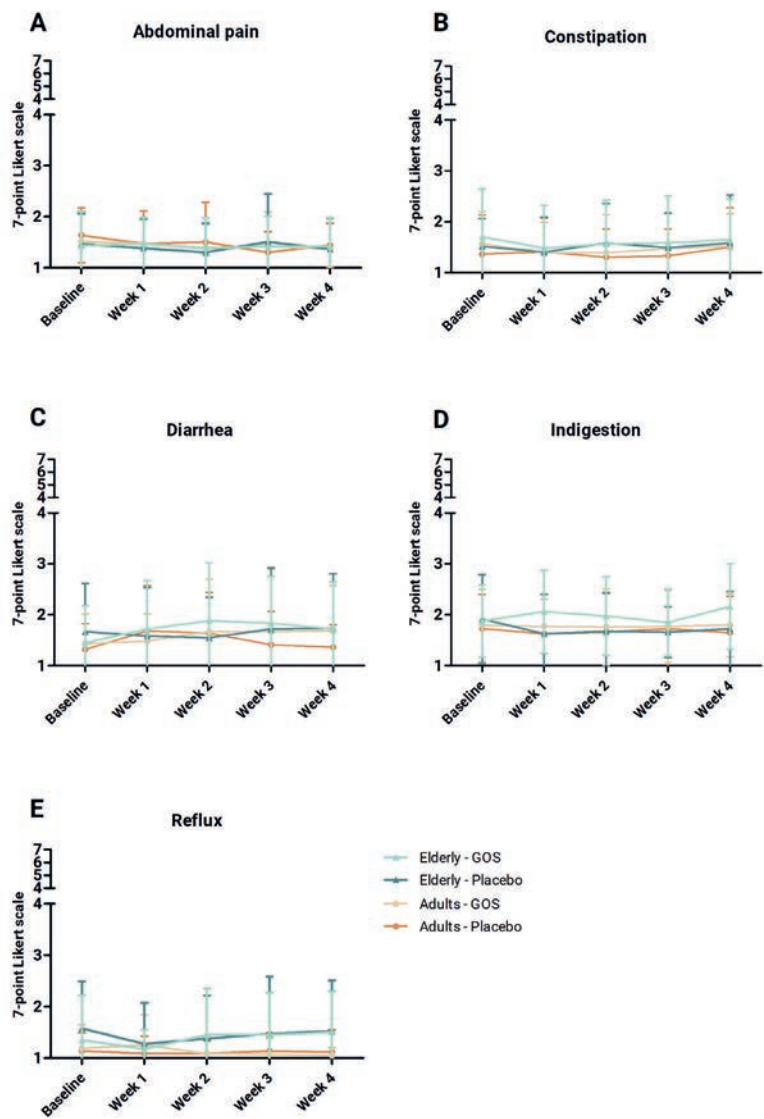 A
Abdominal pain
7-point Likert scale
7
6
5
4
4
3
2
1
Baseline
Week 1
Week 2
Week 3
Week 4
B
Constipation
7-point Likert scale
7
6
5
4
4
3
2
1
Baseline
Week 1
Week 2
Week 3
Week 4
C
Diarrhea
7-point Likert scale
7
6
5
4
4
3
2
1
Baseline
Week 1
Week 2
Week 3
Week 4
D
Indigestion
7-point Likert scale
7
6
5
4
4
3
2
1
Baseline
Week 1
Week 2
Week 3
Week 4
E
Reflux
7-point Likert scale
7
6
5
4
4
3
2
1
Baseline
Week 1
Week 2
Week 3
Week 4
Elderly - GOS
Elderly - Placebo
Adults - GOS
Adults - Placebo